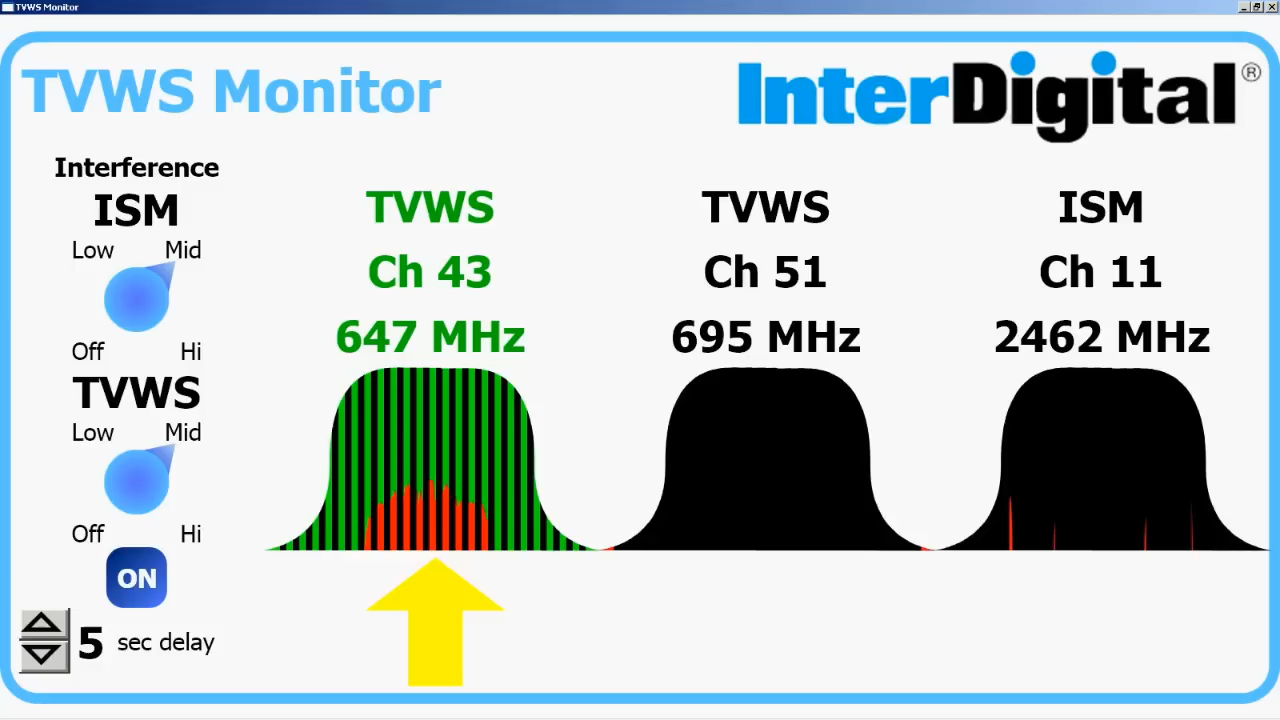 TVWS Monitor
TVWS Monitor
InterDigital®
Interference
ISM
Low Mid
Off Hi
TVWS
Low Mid
Off Hi
ON
5 sec delay
TVWS
Ch 43
647 MHz
TVWS
Ch 51
695 MHz
ISM
Ch 11
2462 MHz